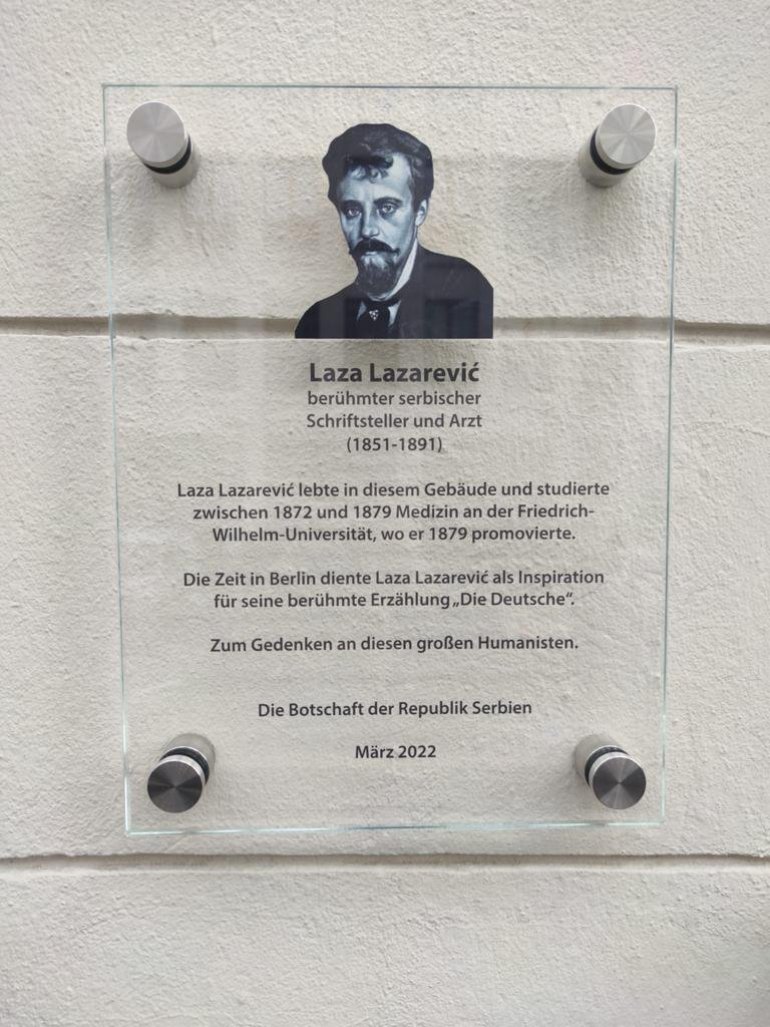 Laza Lazarević
berühmter serbischer
Schriftsteller und Arzt
(1851-1891)
Laza Lazarević lebte in diesem Gebäude und studierte
zwischen 1872 und 1879 Medizin an der Friedrich-
Wilhelm-Universität, wo er 1879 promovierte.
Die Zeit in Berlin diente Laza Lazarević als Inspiration
für seine berühmte Erzählung „Die Deutsche“.
Zum Gedenken an diesen großen Humanisten.
Die Botschaft der Republik Serbien
März 2022